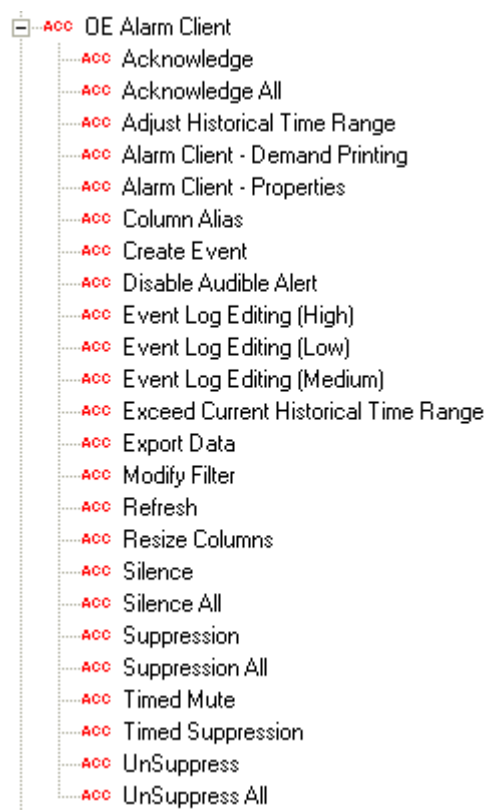 ACC OE Alarm Client
ACC Acknowledge
ACC Acknowledge All
ACC Adjust Historical Time Range
ACC Alarm Client - Demand Printing
ACC Alarm Client - Properties
ACC Column Alias
ACC Create Event
ACC Disable Audible Alert
ACC Event Log Editing (High)
ACC Event Log Editing (Low)
ACC Event Log Editing (Medium)
ACC Exceed Current Historical Time Range
ACC Export Data
ACC Modify Filter
ACC Refresh
ACC Resize Columns
ACC Silence
ACC Silence All
ACC Suppression
ACC Suppression All
ACC Timed Mute
ACC Timed Suppression
ACC UnSuppress
ACC UnSuppress All